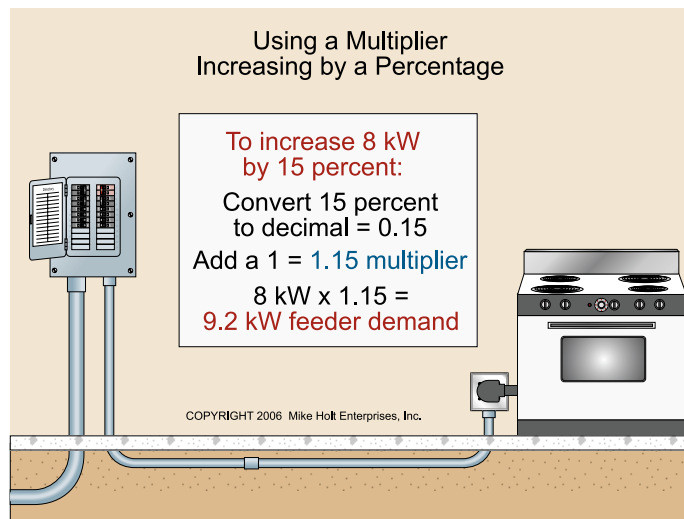 Using a Multiplier
Increasing by a Percentage
To increase 8 kW
by 15 percent:
Convert 15 percent
to decimal = 0.15
Add a 1 = 1.15 multiplier
8 kW x 1.15 =
9.2 kW feeder demand
COPYRIGHT 2006 Mike Holt Enterprises, Inc.